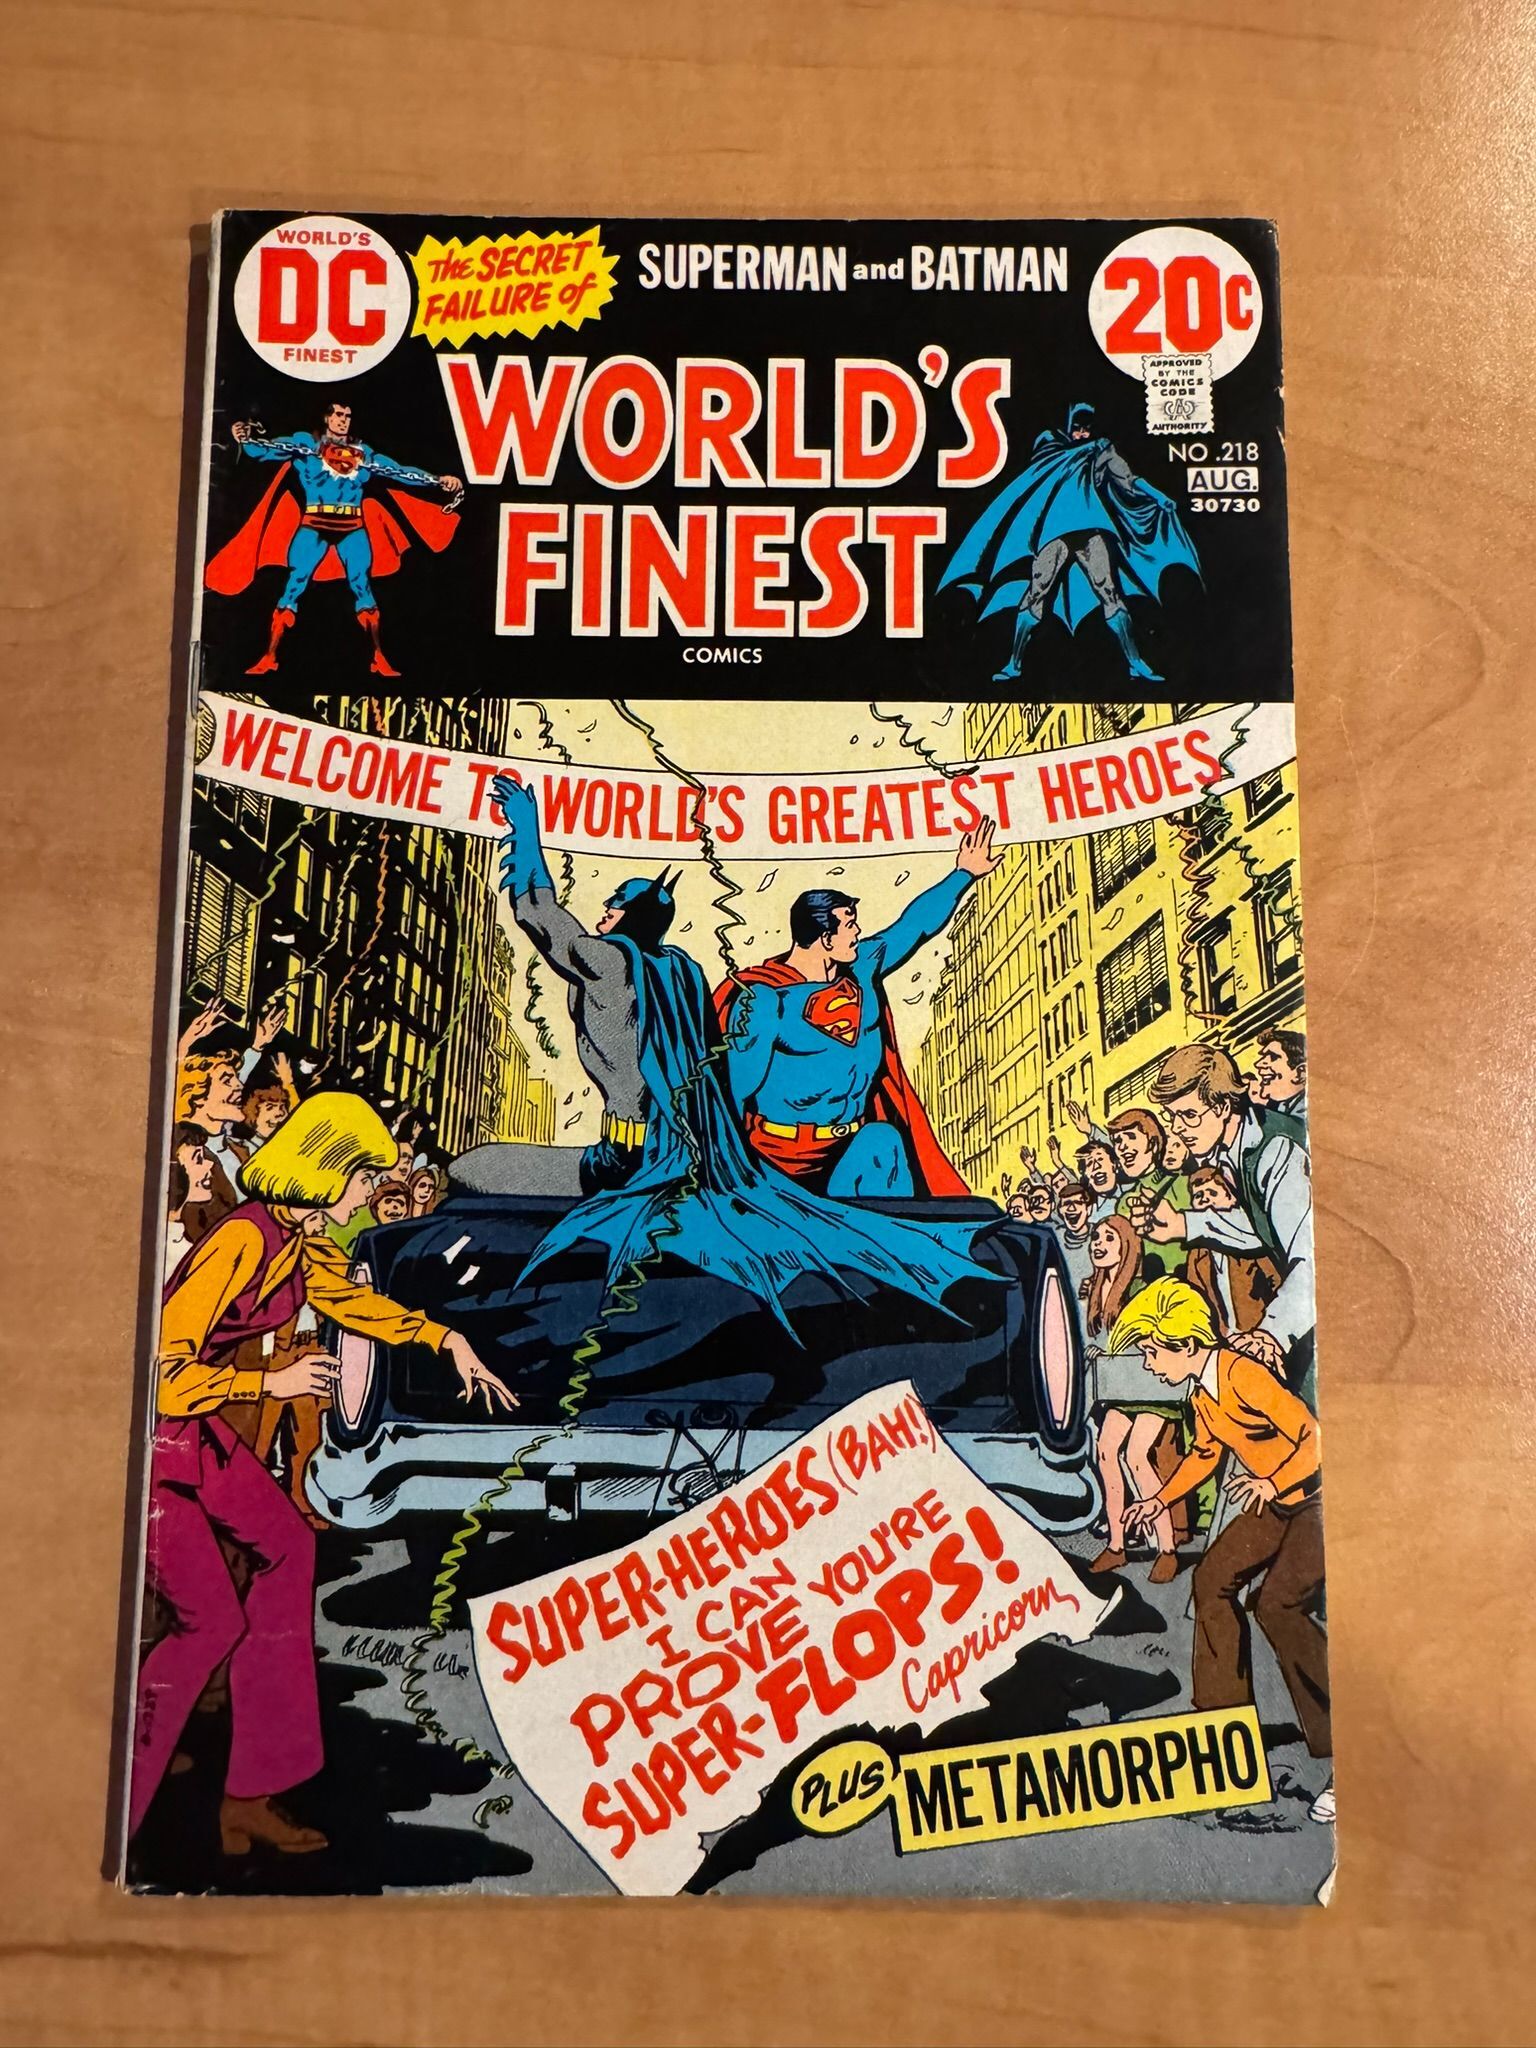 WORLD'S
DC
FINEST
THE SECRET
FAILURE of
SUPERMAN and BATMAN
20¢
APPROVED
BY THE
COMICS
CODE
AUTHORITY
NO .218
AUG.
30730
WORLD'S
FINEST
COMICS
WELCOME TO WORLD'S GREATEST HEROES
SUPER-HEROES (BAH!)
I CAN
PROVE YOU'RE
SUPER-FLOPS!
Capricorn
PLUS
METAMORPHO